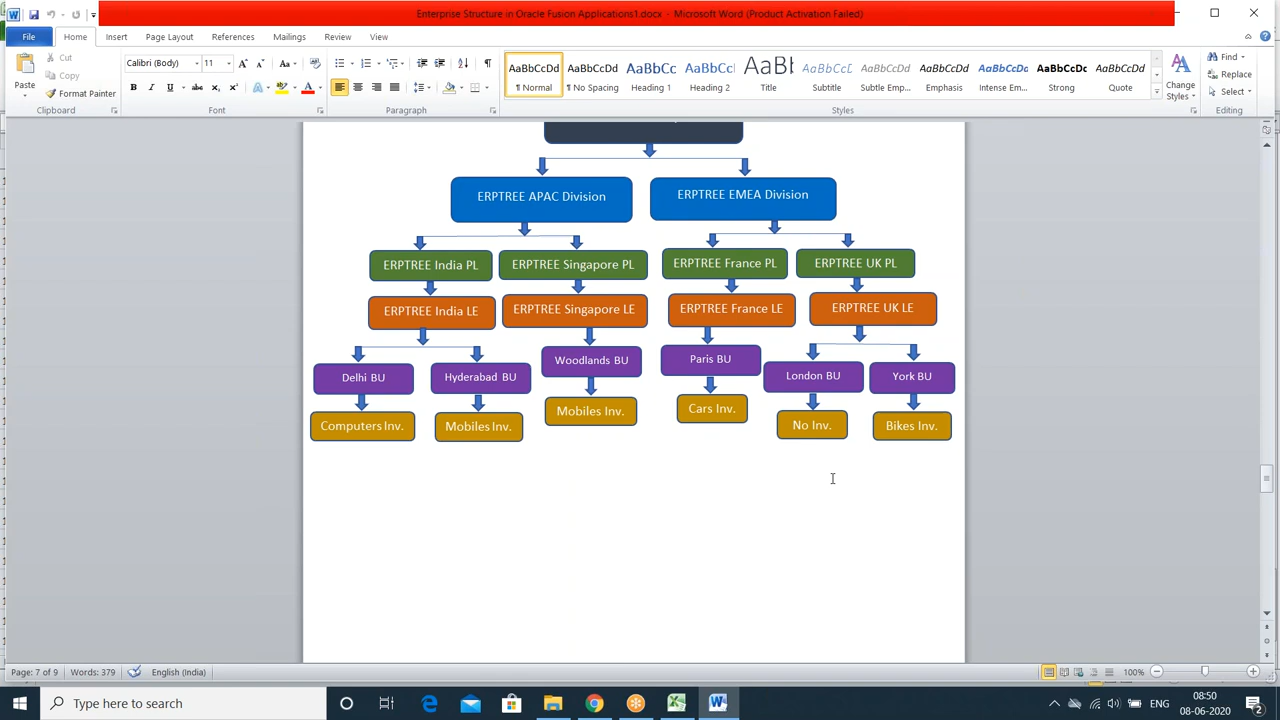 Enterprise Structure in Oracle Fusion Applications1.docx - Microsoft Word (Product Activation Failed)
File Home Insert Page Layout References Mailings Review View
Paste
Cut
Copy
Format Painter
Clipboard
Calibri (Body) 11
Font
Paragraph
AaBbCcDd ¶ Normal
AaBbCcDd ¶ No Spacing
AaBbCc Heading 1
AaBbCc Heading 2
AaBb Title
AaBbCcD Subtitle
AaBbCcDd Subtle Emp...
AaBbCcDd Emphasis
AaBbCcDd Intense Em...
AaBbCcDd Strong
AaBbCcDd Quote
Change Styles
Styles
Find
Replace
Select
Editing
ERPTREE APAC Division
ERPTREE EMEA Division
ERPTREE India PL
ERPTREE Singapore PL
ERPTREE France PL
ERPTREE UK PL
ERPTREE India LE
ERPTREE Singapore LE
ERPTREE France LE
ERPTREE UK LE
Delhi BU
Hyderabad BU
Woodlands BU
Paris BU
London BU
York BU
Computers Inv.
Mobiles Inv.
Mobiles Inv.
Cars Inv.
No Inv.
Bikes Inv.
Page: 7 of 9 Words: 379 English (India) 100%
Type here to search
ENG
08:50
08-06-2020
2